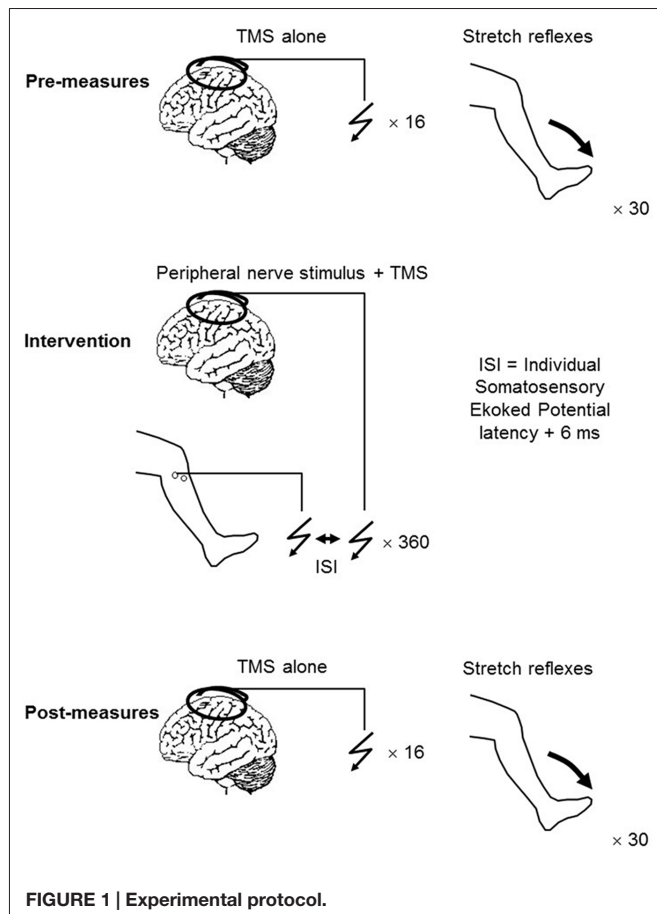 TMS alone
Stretch reflexes
Pre-measures
× 16
× 30
Peripheral nerve stimulus + TMS
Intervention
ISI = Individual
Somatosensory
Ekoked Potential
latency + 6 ms
× 360
ISI
TMS alone
Stretch reflexes
Post-measures
× 16
× 30
FIGURE 1 | Experimental protocol.